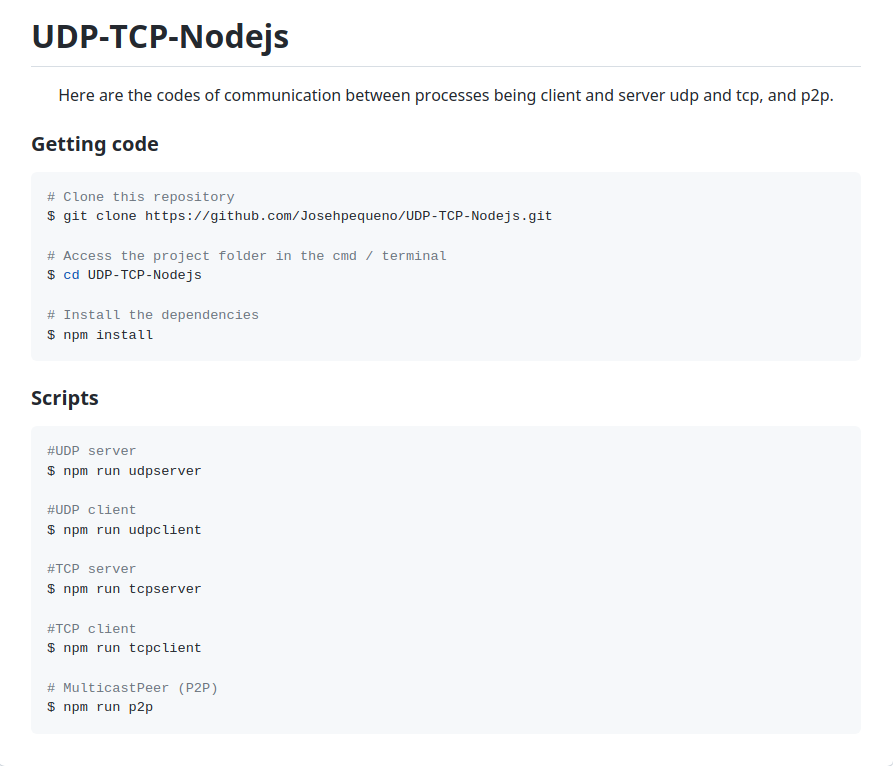 UDP-TCP-Nodejs
Here are the codes of communication between processes being client and server udp and tcp, and p2p.
Getting code
# Clone this repository
$ git clone https://github.com/Josehpequeno/UDP-TCP-Nodejs.git
# Access the project folder in the cmd / terminal
$ cd UDP-TCP-Nodejs
# Install the dependencies
$ npm install
Scripts
#UDP server
$ npm run udpserver
#UDP client
$ npm run udpclient
#TCP server
$ npm run tcpserver
#TCP client
$ npm run tcpclient
# MulticastPeer (P2P)
$ npm run p2p